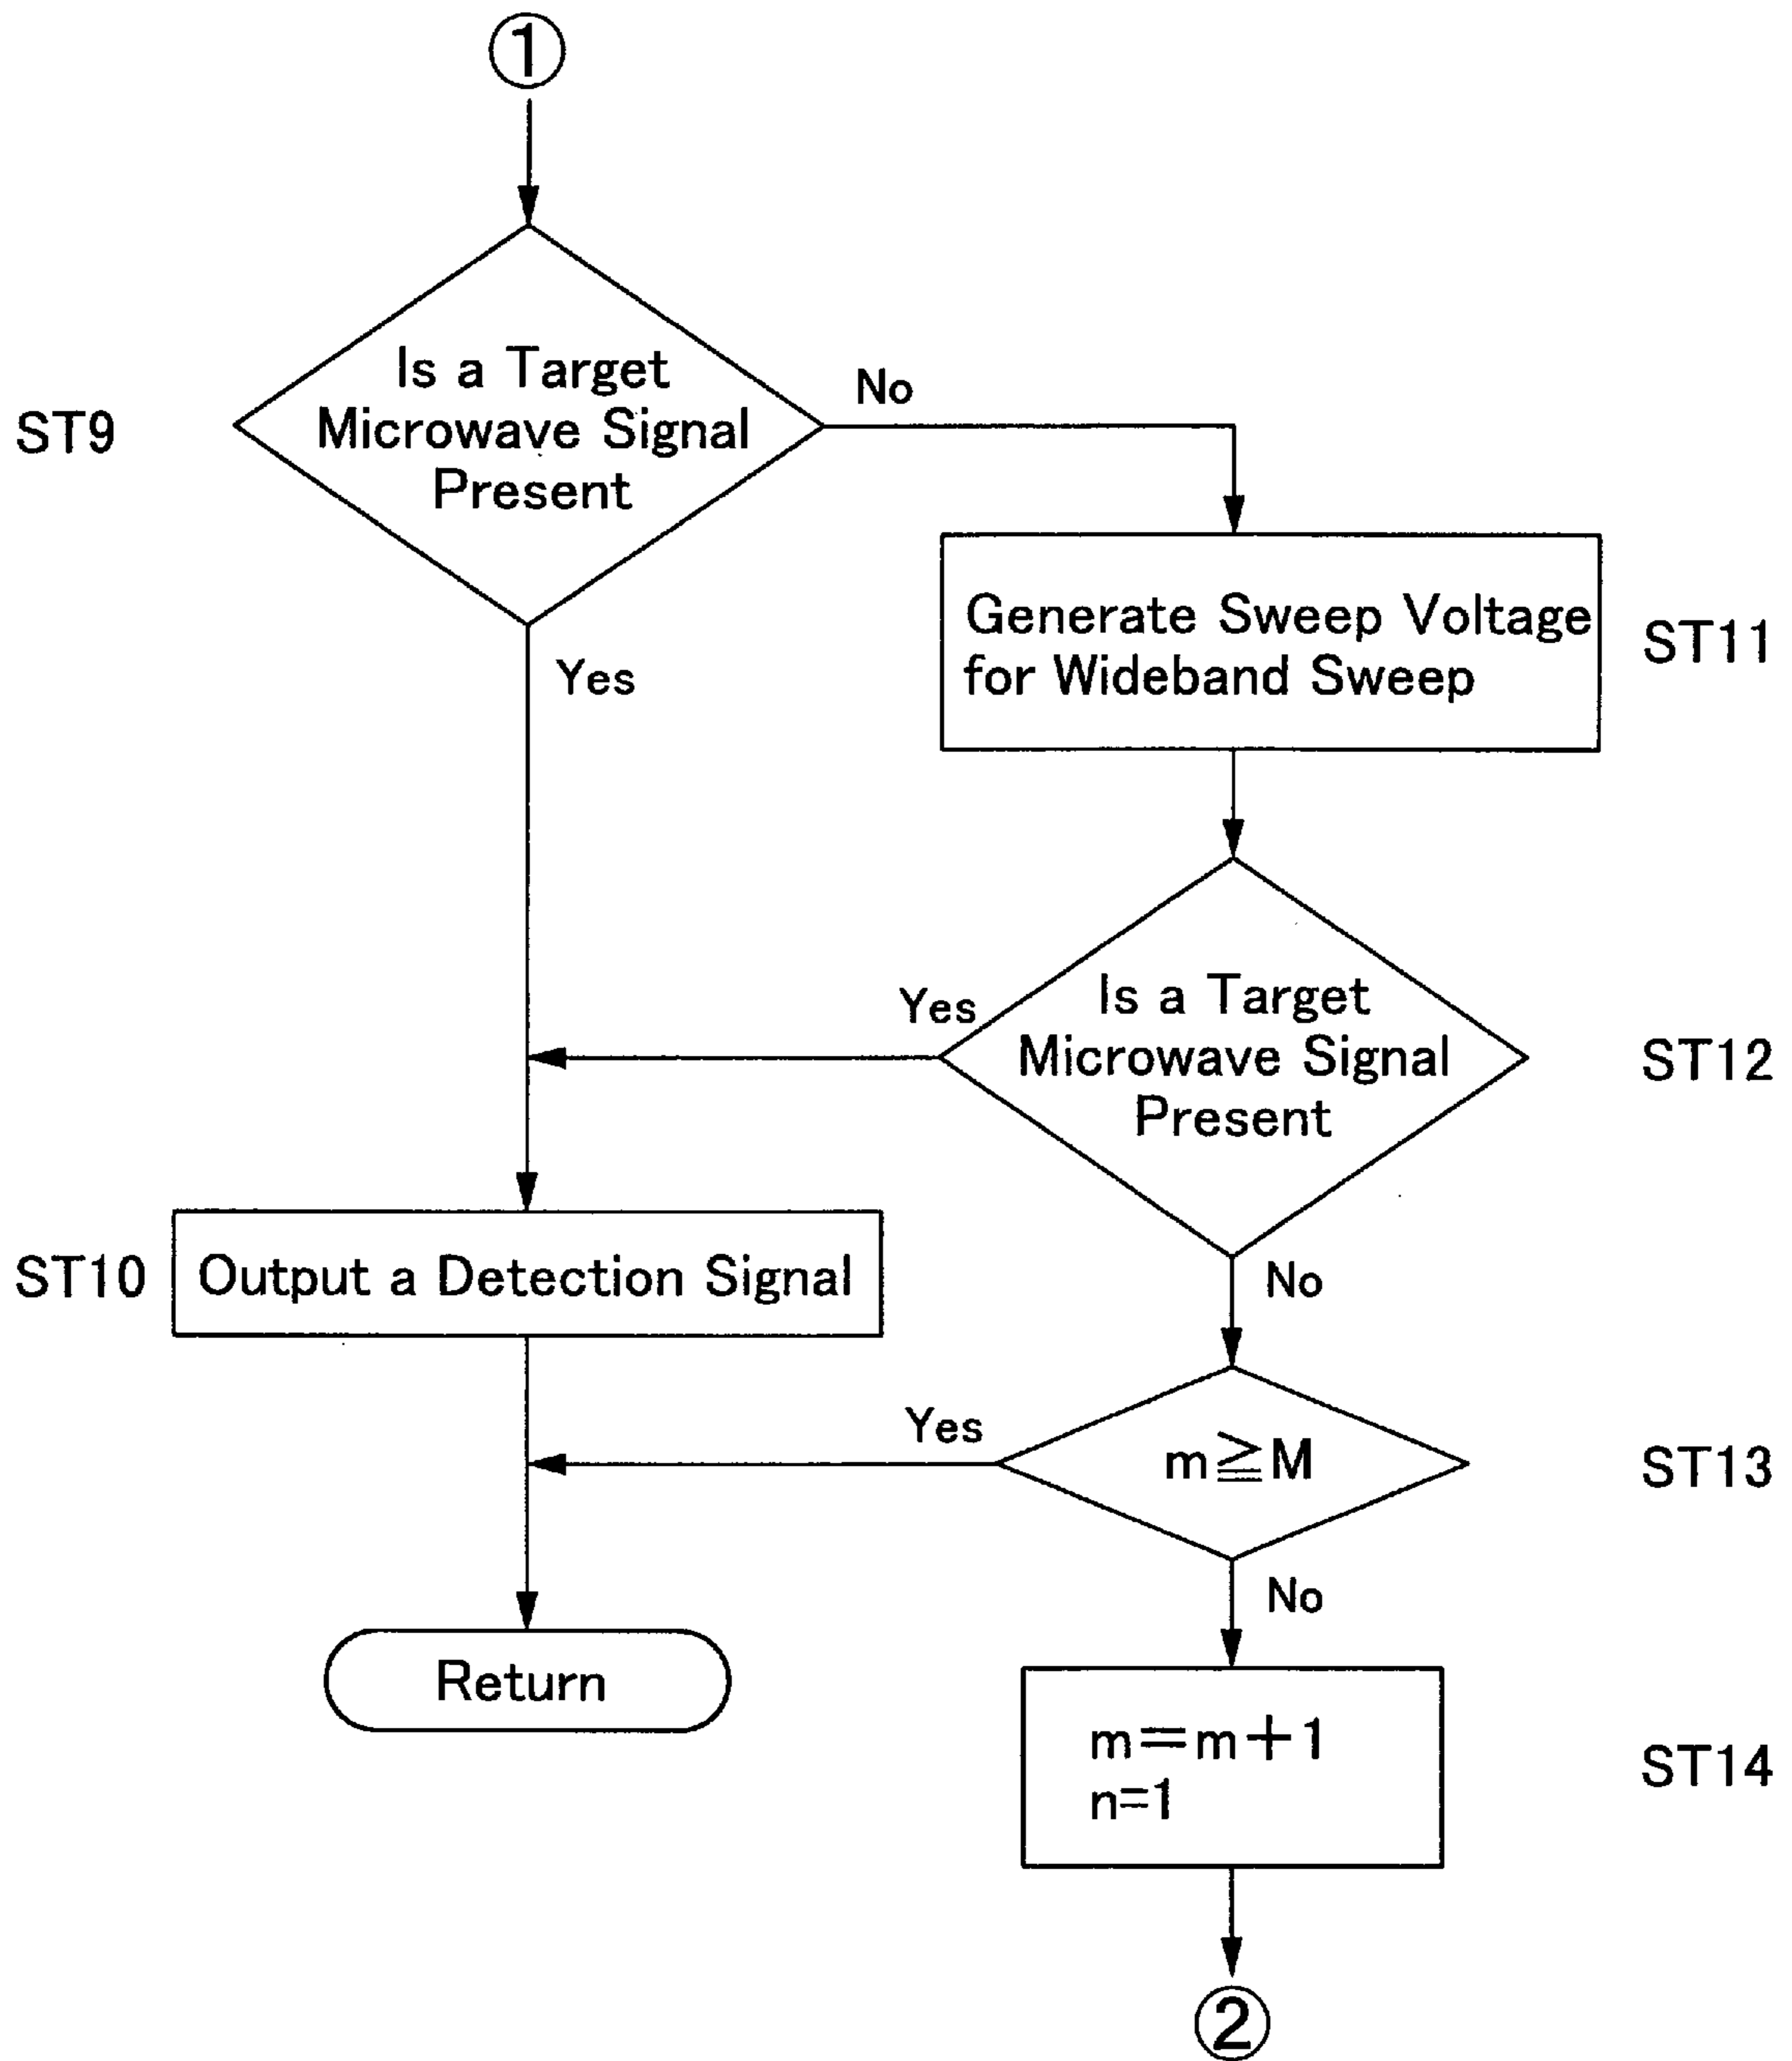 ①
Is a Target
Microwave Signal
Present
ST9
No
Yes
Generate Sweep Voltage
for Wideband Sweep
ST11
Yes
Is a Target
Microwave Signal
Present
ST12
ST10
Output a Detection Signal
No
Yes
m≧M
ST13
No
Return
m=m+1
n=1
ST14
②